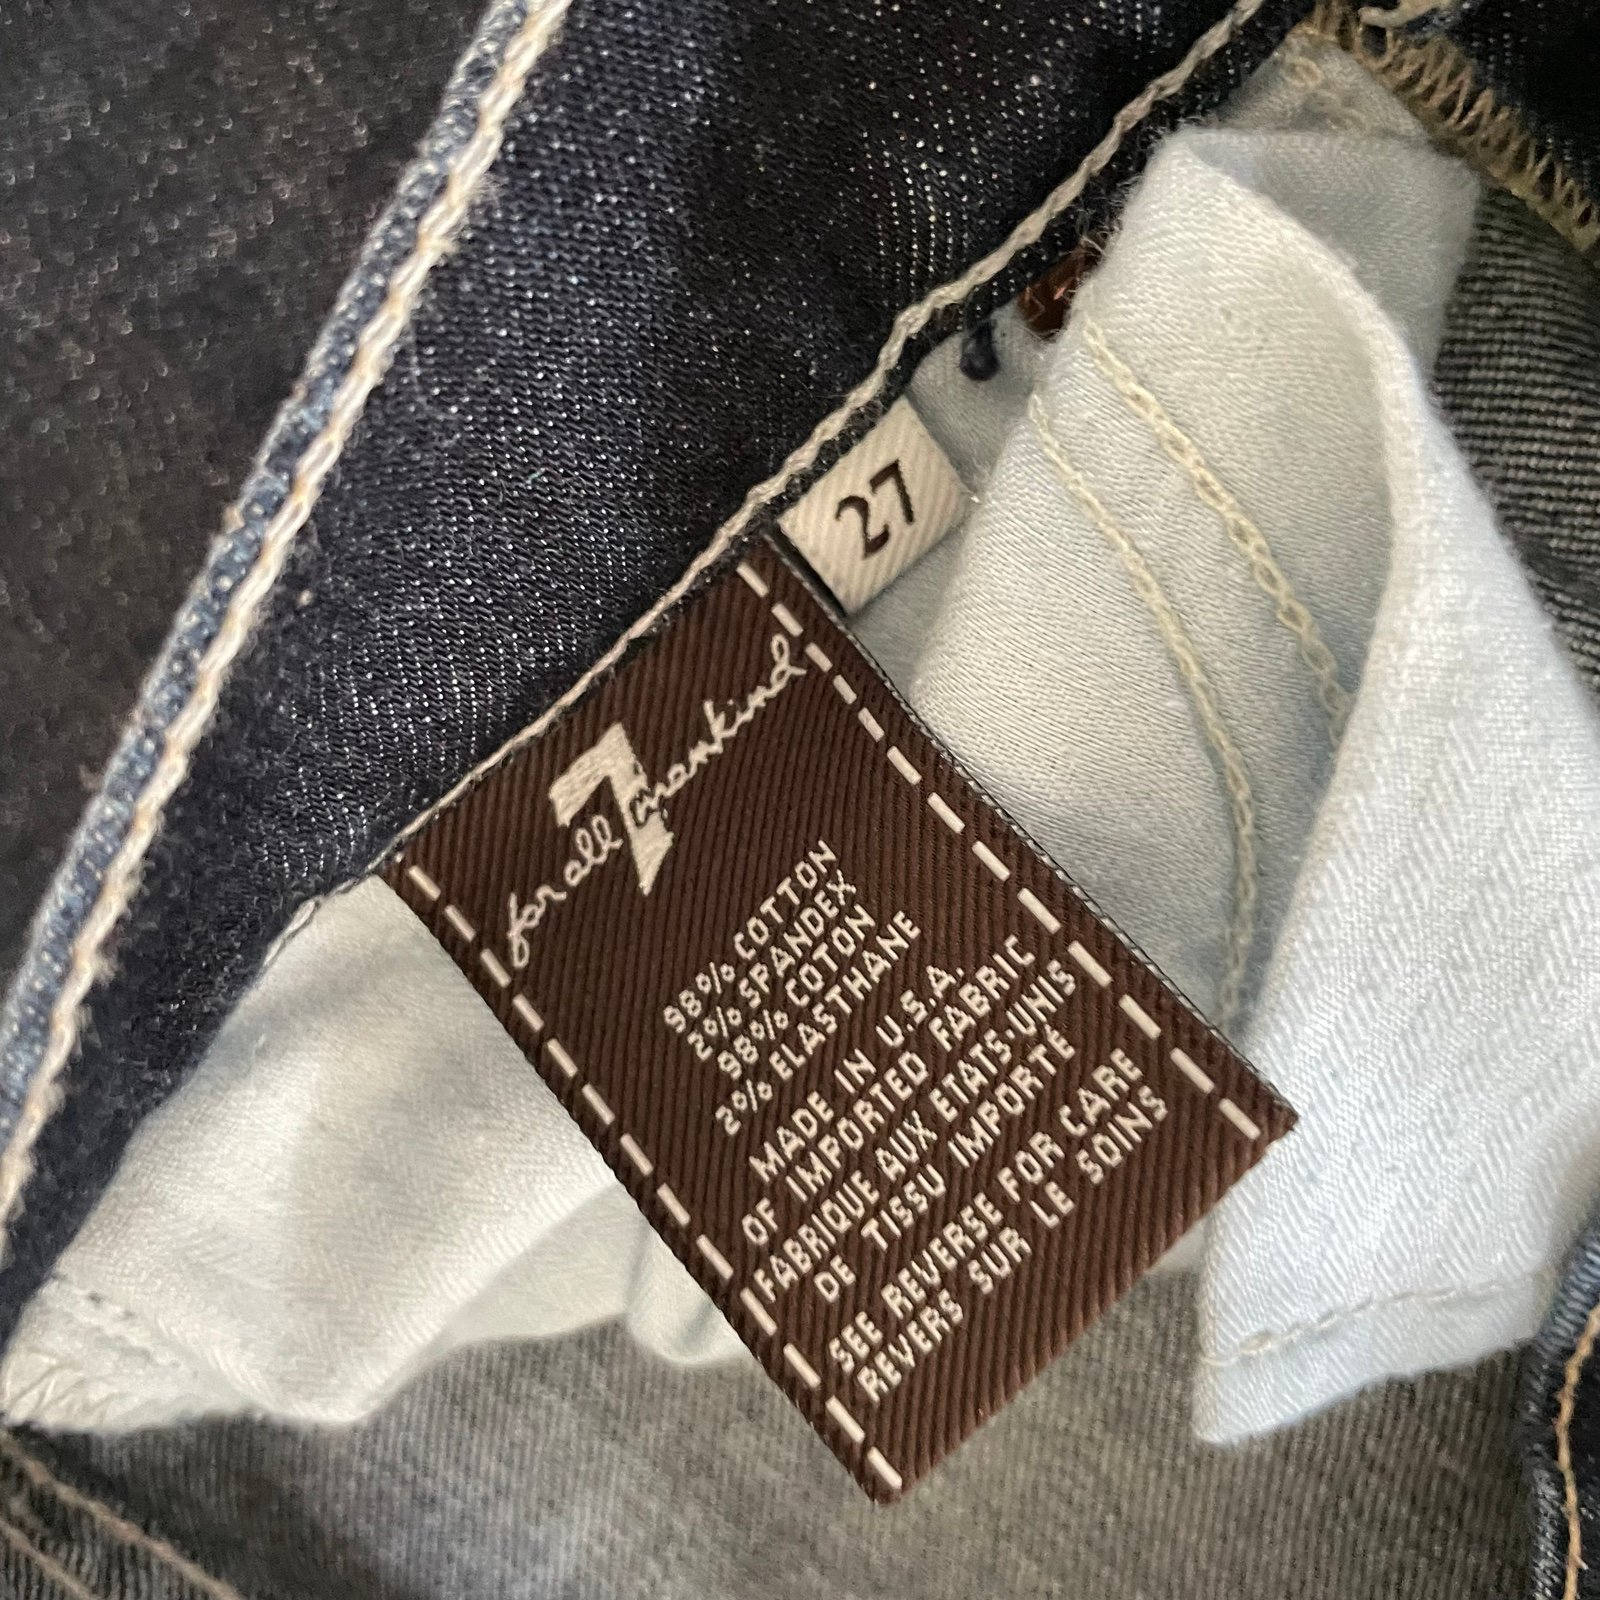 27
for all 7 mankind
98% COTTON
2% SPANDEX
98% COTON
2% ELASTHANE
MADE IN U.S.A.
OF IMPORTED FABRIC
FABRIQUE AUX ETATS-UNIS
DE TISSU IMPORTÉ
SEE REVERSE FOR CARE
REVERS SUR LE SOINS